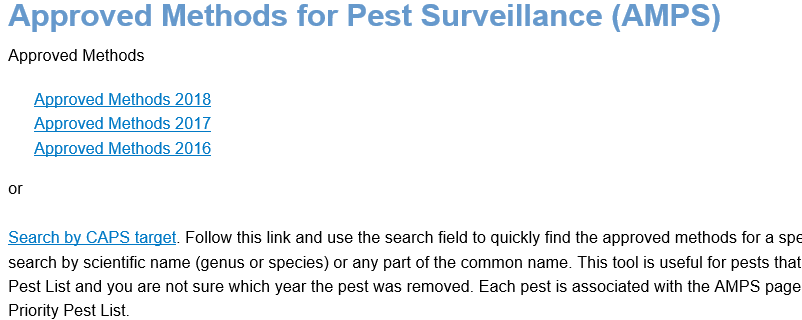 Approved Methods for Pest Surveillance (AMPS)
Approved Methods
Approved Methods 2018
Approved Methods 2017
Approved Methods 2016
or
Search by CAPS target. Follow this link and use the search field to quickly find the approved methods for a spe
search by scientific name (genus or species) or any part of the common name. This tool is useful for pests that
Pest List and you are not sure which year the pest was removed. Each pest is associated with the AMPS page
Priority Pest List.